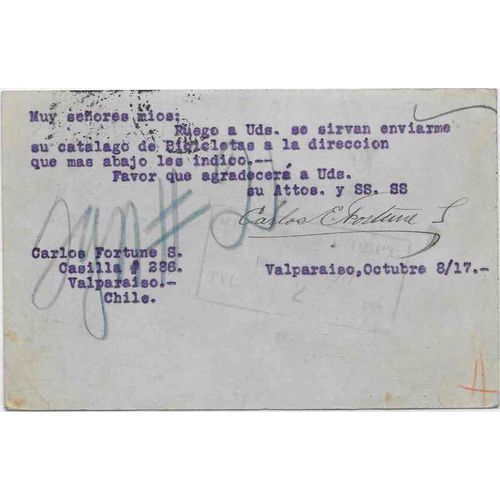 Muy señores mios:
Ruego a Uds. se sirvan enviarme
su catalago de Bicicletas a la direccion
que mas abajo les indico.--
Favor que agradecerá a Uds.
su Attos. y SS. SS
Carlos E. Fortune S
Carlos Fortune S.
Casilla # 286.
Valparaiso.-
Chile.
Valparaiso,Octubre 8/17.-
2
A